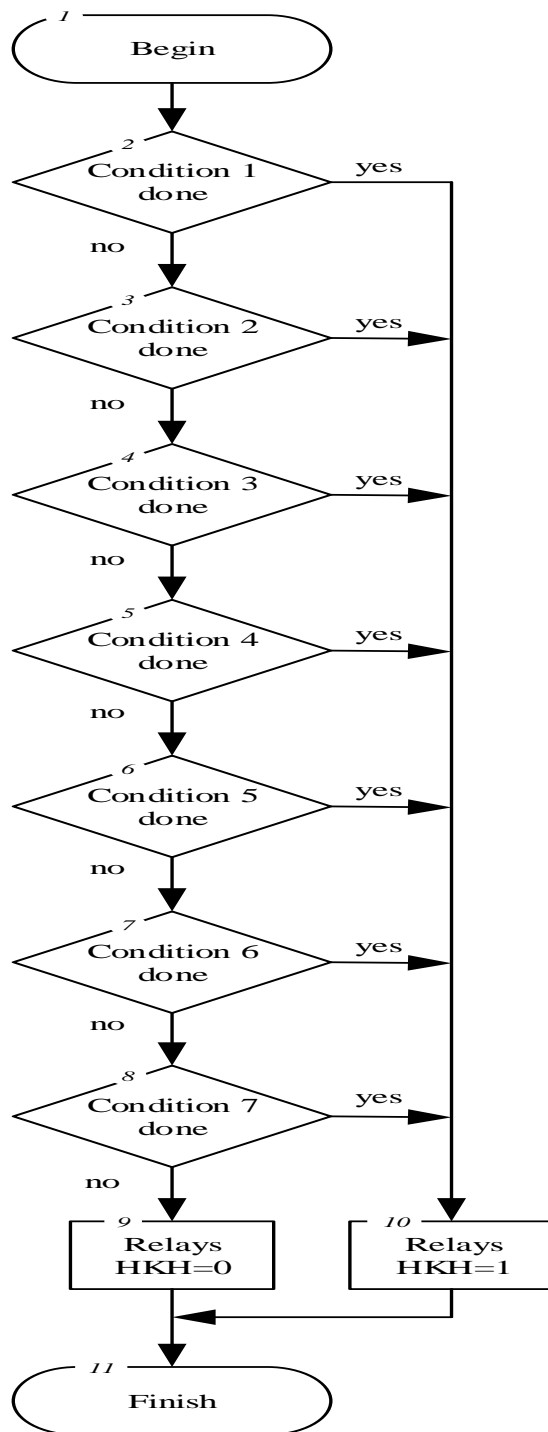 1
Begin
2
Condition 1
done
yes
no
3
Condition 2
done
yes
no
4
Condition 3
done
yes
no
5
Condition 4
done
yes
no
6
Condition 5
done
yes
no
7
Condition 6
done
yes
no
8
Condition 7
done
yes
no
9
Relays
HKH=0
10
Relays
HKH=1
11
Finish